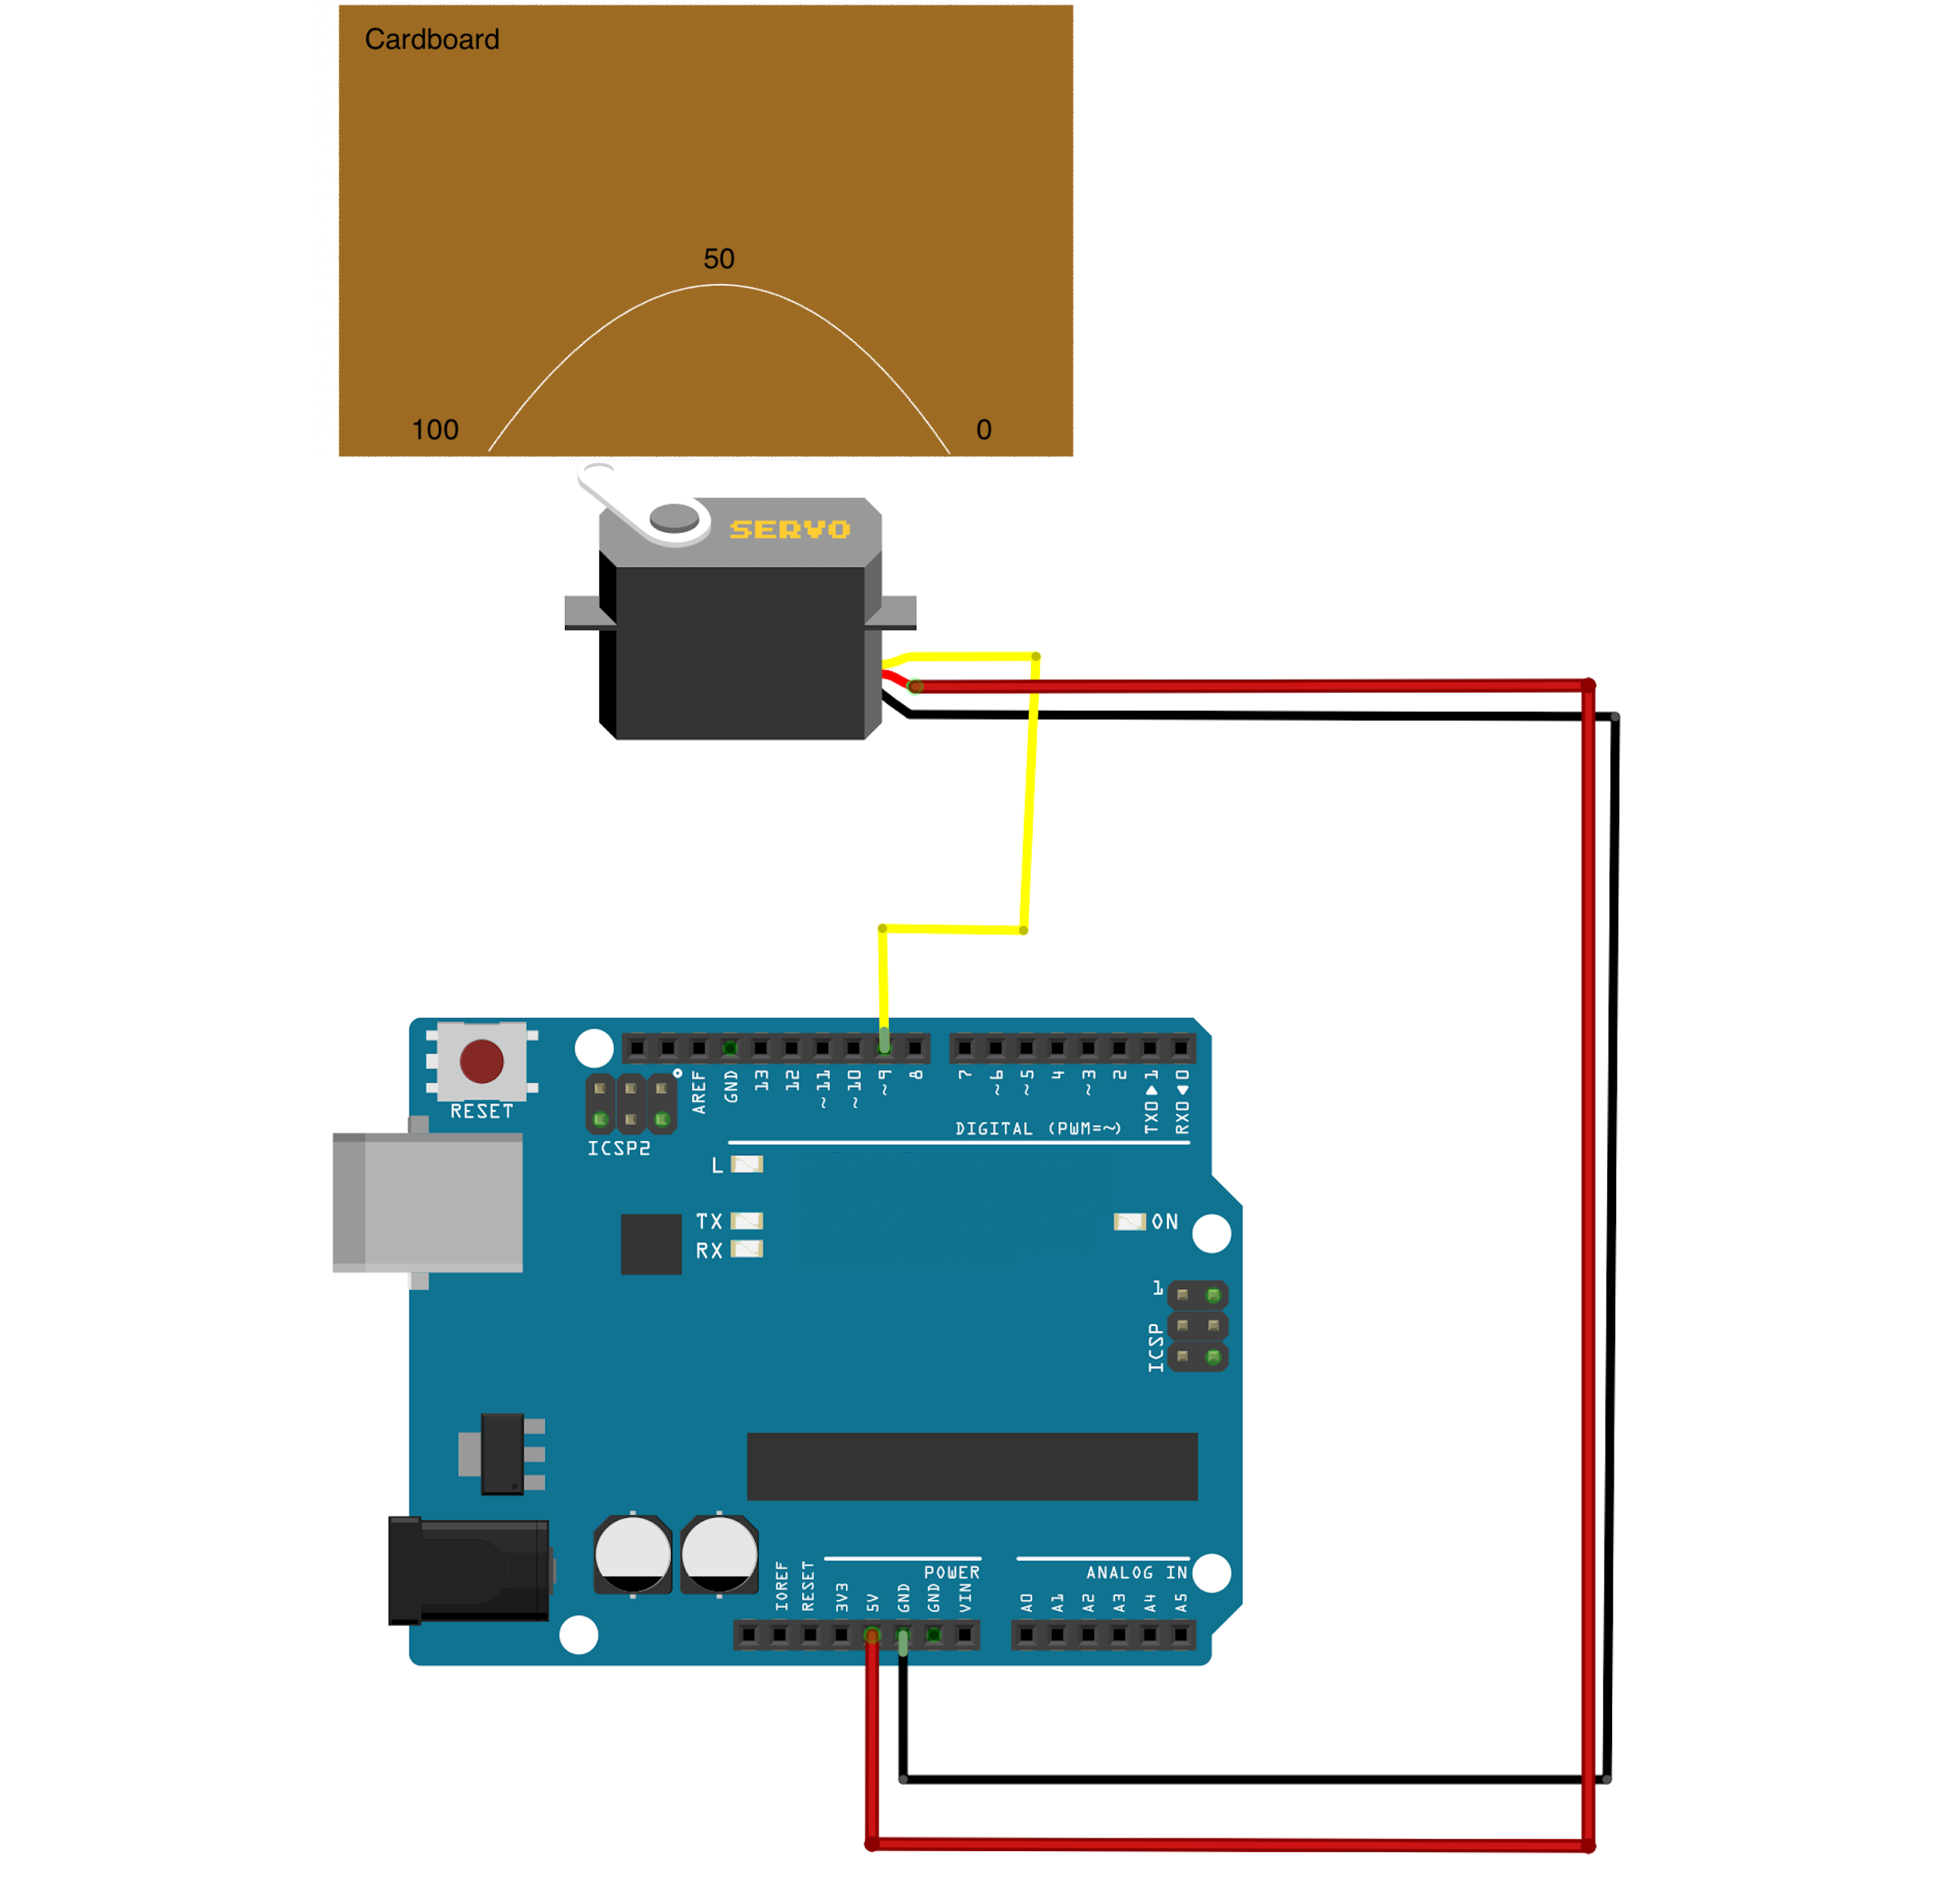 Cardboard
50
100
0
SERVO
RESET
ICSP2
AREF
GND
13
12
~11
~10
~9
8
7
~6
~5
4
~3
2
TX0▶1
RX0◀0
DIGITAL (PWM=~)
L
TX
RX
ON
1
ICSP
POWER
ANALOG IN
IOREF
RESET
3V3
5V
GND
GND
VIN
A0
A1
A2
A3
A4
A5